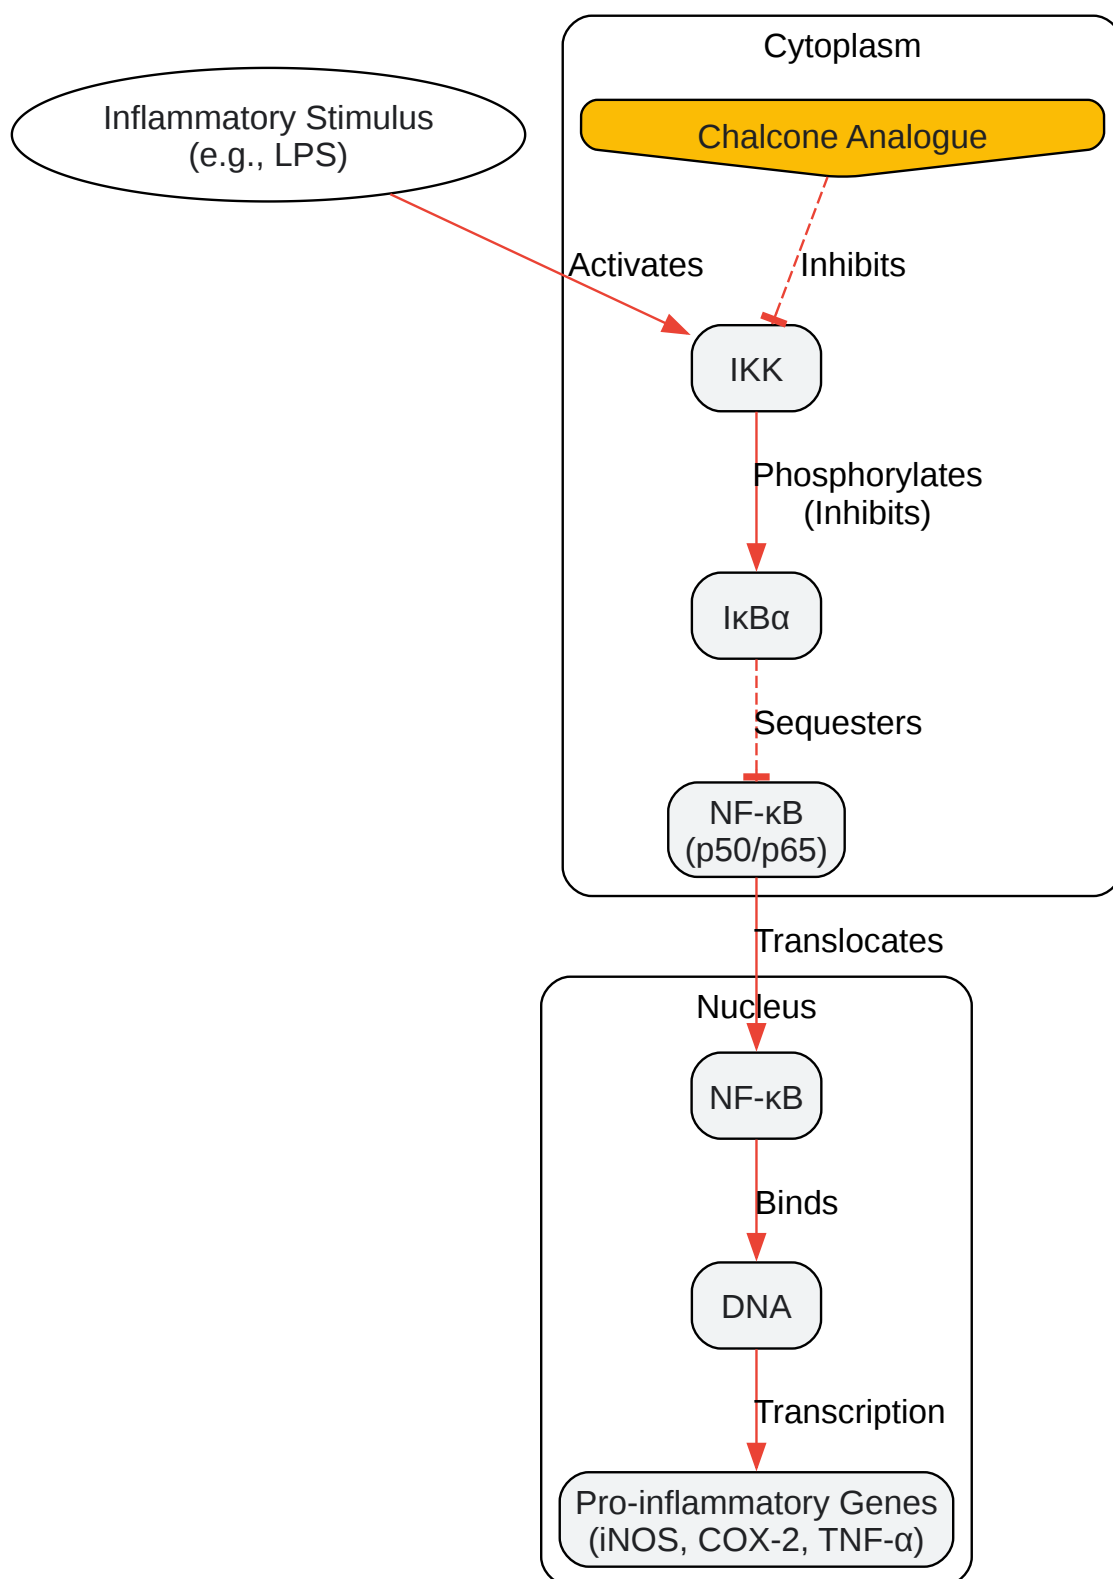 Cytoplasm
Inflammatory Stimulus
(e.g., LPS)
Chalcone Analogue
Activates
Inhibits
IKK
Phosphorylates
(Inhibits)
IκBα
Sequesters
NF-κB
(p50/p65)
Translocates
Nucleus
NF-κB
Binds
DNA
Transcription
Pro-inflammatory Genes
(iNOS, COX-2, TNF-α)